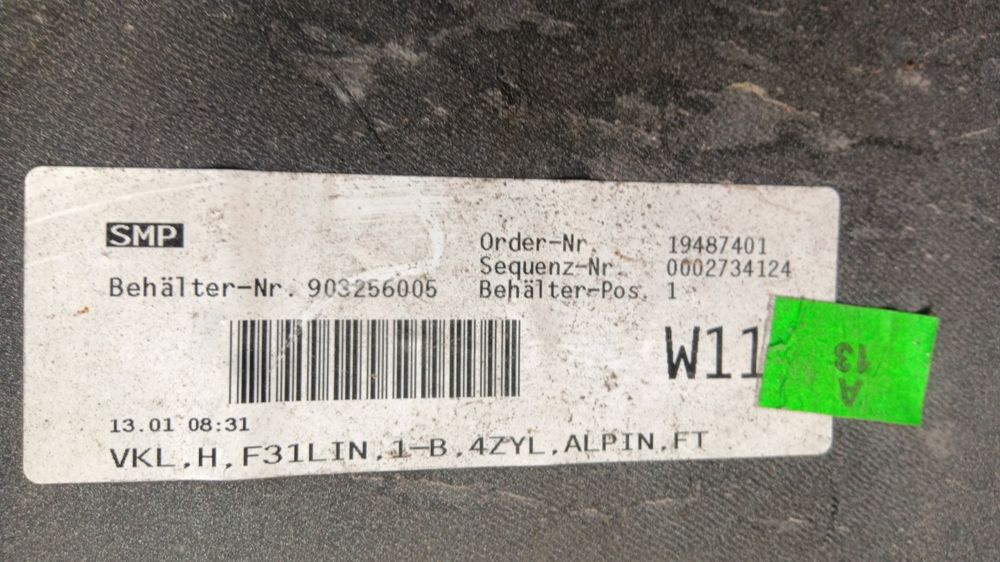 SMP
Order-Nr. 19487401
Sequenz-Nr. 0002734124
Behälter-Nr. 903256005 Behälter-Pos. 1
W11
A
13
13.01 08:31
VKL,H,F31LIN,1-B,4ZYL,ALPIN,FT